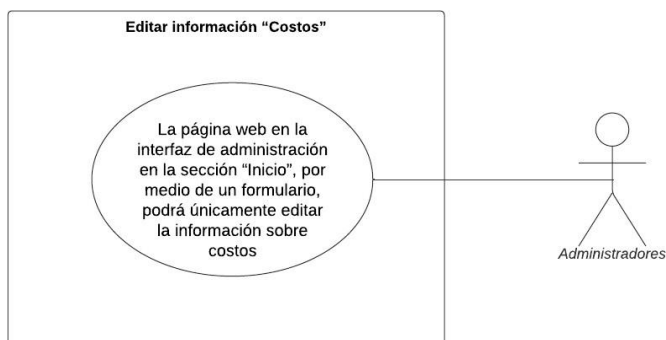 Editar información “Costos”
La página web en la
interfaz de administración
en la sección “Inicio”, por
medio de un formulario,
podrá únicamente editar
la información sobre
costos
Administradores